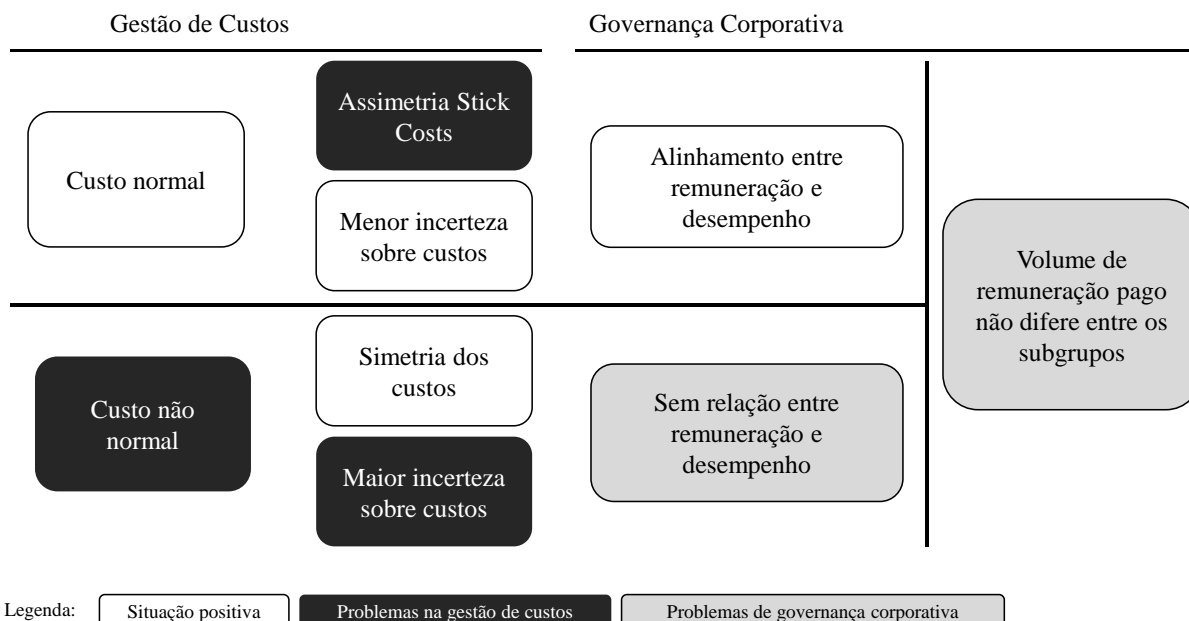 Gestão de Custos
Governança Corporativa
Custo normal
Assimetria Stick
Costs
Menor incerteza
sobre custos
Alinhamento entre
remuneração e
desempenho
Custo não
normal
Simetria dos
custos
Maior incerteza
sobre custos
Sem relação entre
remuneração e
desempenho
Volume de
remuneração pago
não difere entre os
subgrupos
Legenda:
Situação positiva
Problemas na gestão de custos
Problemas de governança corporativa